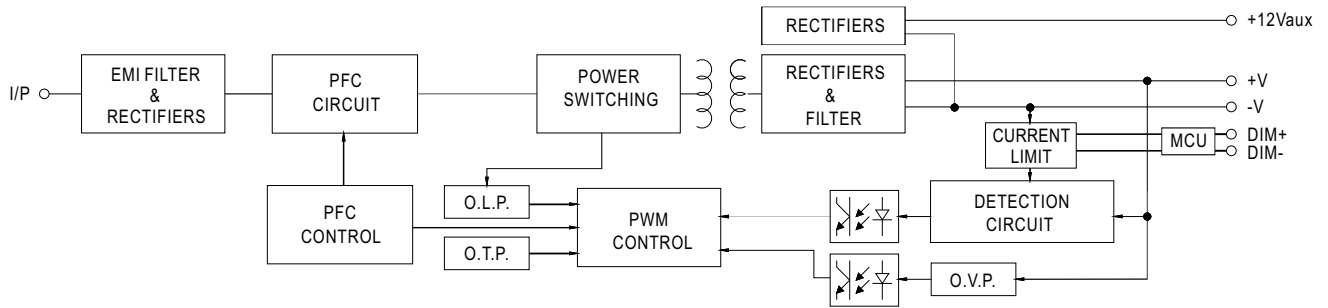 RECTIFIERS
+12Vaux
I/P
EMI FILTER
&
RECTIFIERS
PFC
CIRCUIT
POWER
SWITCHING
RECTIFIERS
&
FILTER
+V
-V
CURRENT
LIMIT
MCU
DIM+
DIM-
PFC
CONTROL
O.L.P.
O.T.P.
PWM
CONTROL
DETECTION
CIRCUIT
O.V.P.